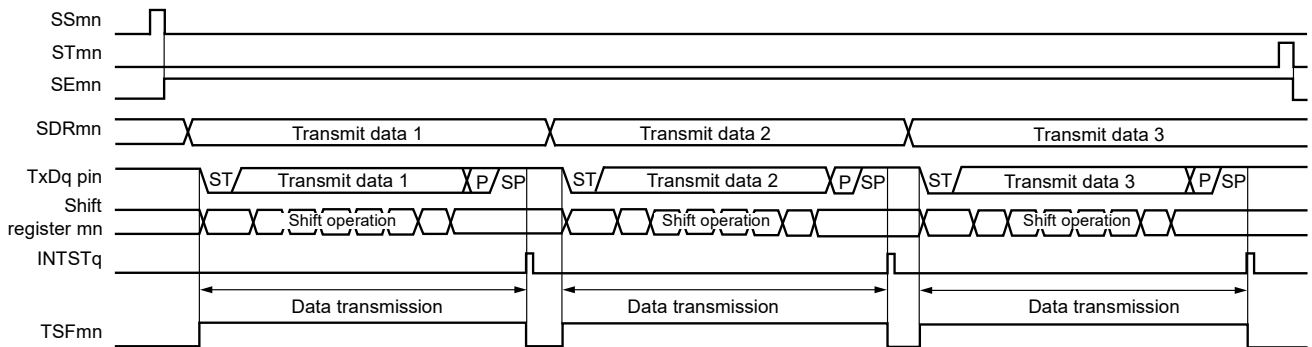 SSmn
STmn
SEmn
SDRmn Transmit data 1 Transmit data 2 Transmit data 3
TxDq pin ST Transmit data 1 P SP ST Transmit data 2 P SP ST Transmit data 3 P SP
Shift
register mn Shift operation Shift operation Shift operation
INTSTq
Data transmission Data transmission Data transmission
TSFmn